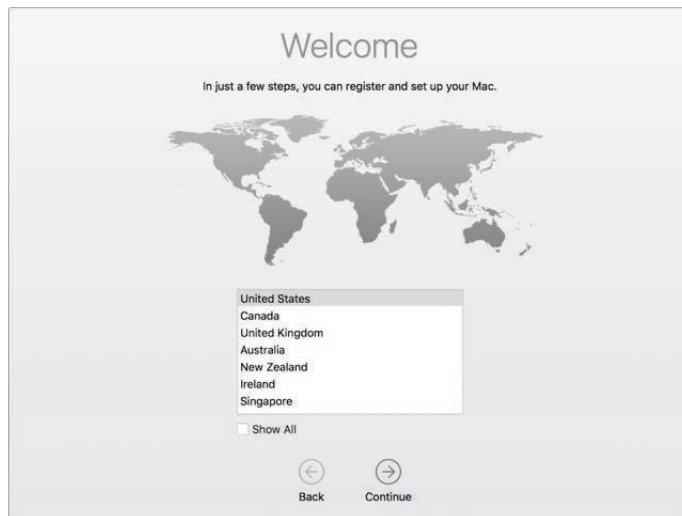 Welcome
In just a few steps, you can register and set up your Mac.
United States
Canada
United Kingdom
Australia
New Zealand
Ireland
Singapore
Show All
Back Continue